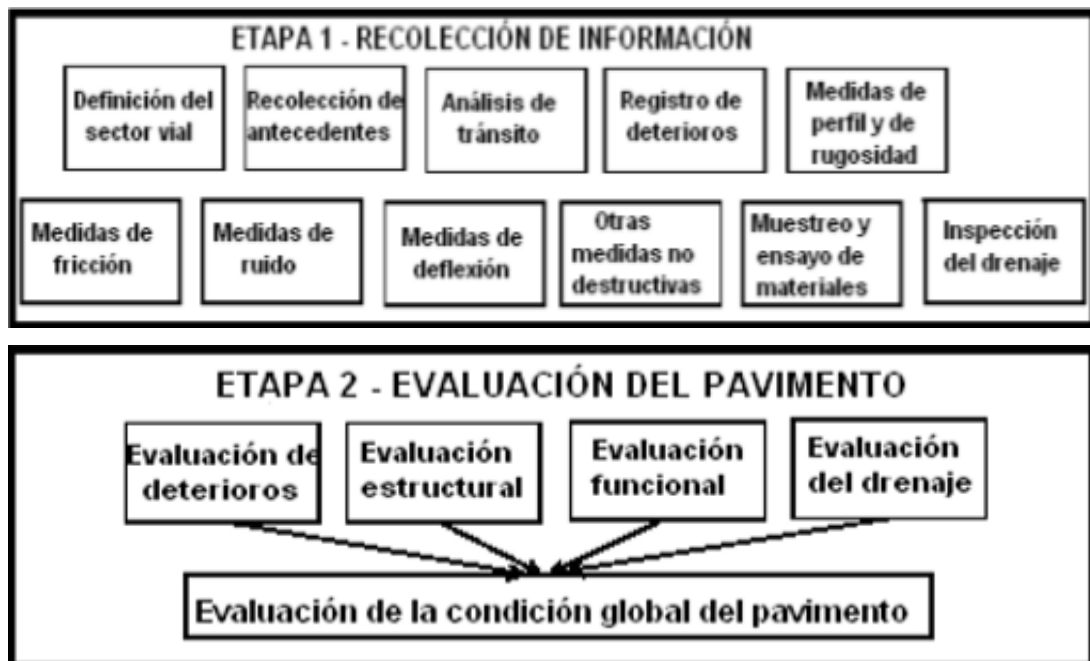 ETAPA 1 - RECOLECCIÓN DE INFORMACIÓN
Definición del
sector vial
Recolección de
antecedentes
Análisis de
tránsito
Registro de
deterioros
Medidas de
perfil y de
rugosidad
Medidas de
fricción
Medidas de
ruido
Medidas de
deflexión
Otras
medidas no
destructivas
Muestreo y
ensayo de
materiales
Inspección
del drenaje
ETAPA 2 - EVALUACIÓN DEL PAVIMENTO
Evaluación de
deterioros
Evaluación
estructural
Evaluación
funcional
Evaluación
del drenaje
Evaluación de la condición global del pavimento